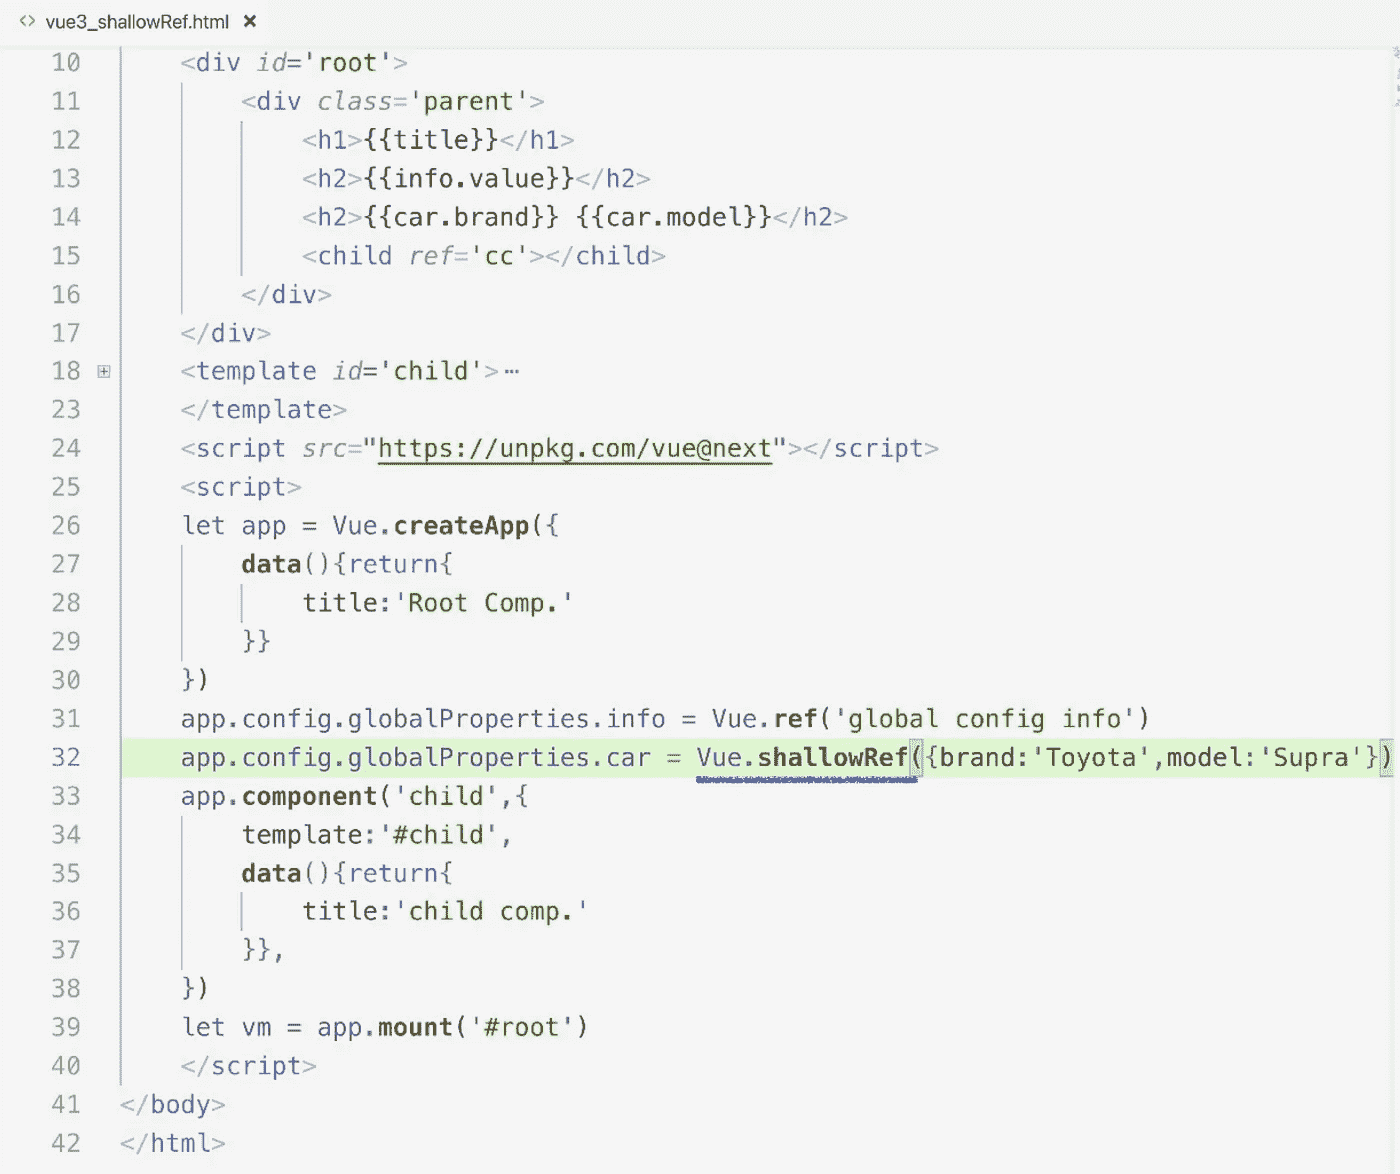 <> vue3_shallowRef.html ×
10 <div id='root'>
11 <div class='parent'>
12 <h1>{{title}}</h1>
13 <h2>{{info.value}}</h2>
14 <h2>{{car.brand}} {{car.model}}</h2>
15 <child ref='cc'></child>
16 </div>
17 </div>
18 <template id='child'>…
23 </template>
24 <script src="https://unpkg.com/vue@next"></script>
25 <script>
26 let app = Vue.createApp({
27 data(){return{
28 title:'Root Comp.'
29 }}
30 })
31 app.config.globalProperties.info = Vue.ref('global config info')
32 app.config.globalProperties.car = Vue.shallowRef({brand:'Toyota',model:'Supra'})
33 app.component('child',{
34 template:'#child',
35 data(){return{
36 title:'child comp.'
37 }},
38 })
39 let vm = app.mount('#root')
40 </script>
41 </body>
42 </html>